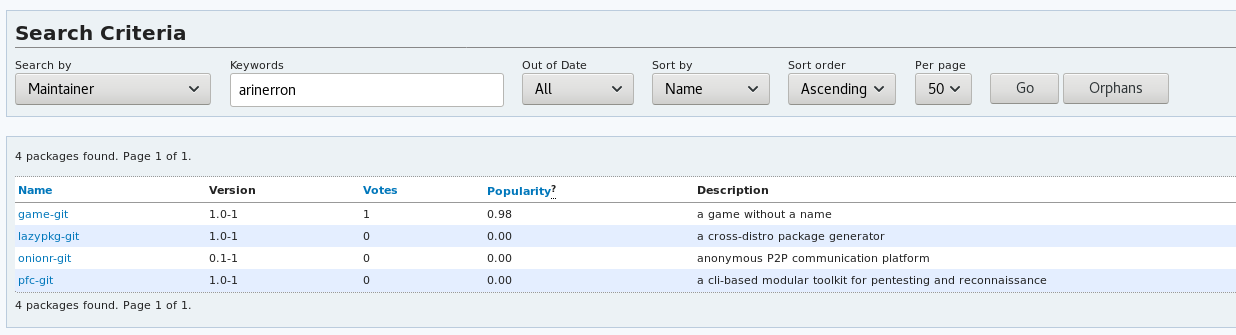 Search Criteria
Search by Keywords Out of Date Sort by Sort order Per page
Maintainer arinerron All Name Ascending 50 Go Orphans
4 packages found. Page 1 of 1.
Name Version Votes Popularity? Description
game-git 1.0-1 1 0.98 a game without a name
lazypkg-git 1.0-1 0 0.00 a cross-distro package generator
onionr-git 0.1-1 0 0.00 anonymous P2P communication platform
pfc-git 1.0-1 0 0.00 a cli-based modular toolkit for pentesting and reconnaissance
4 packages found. Page 1 of 1.